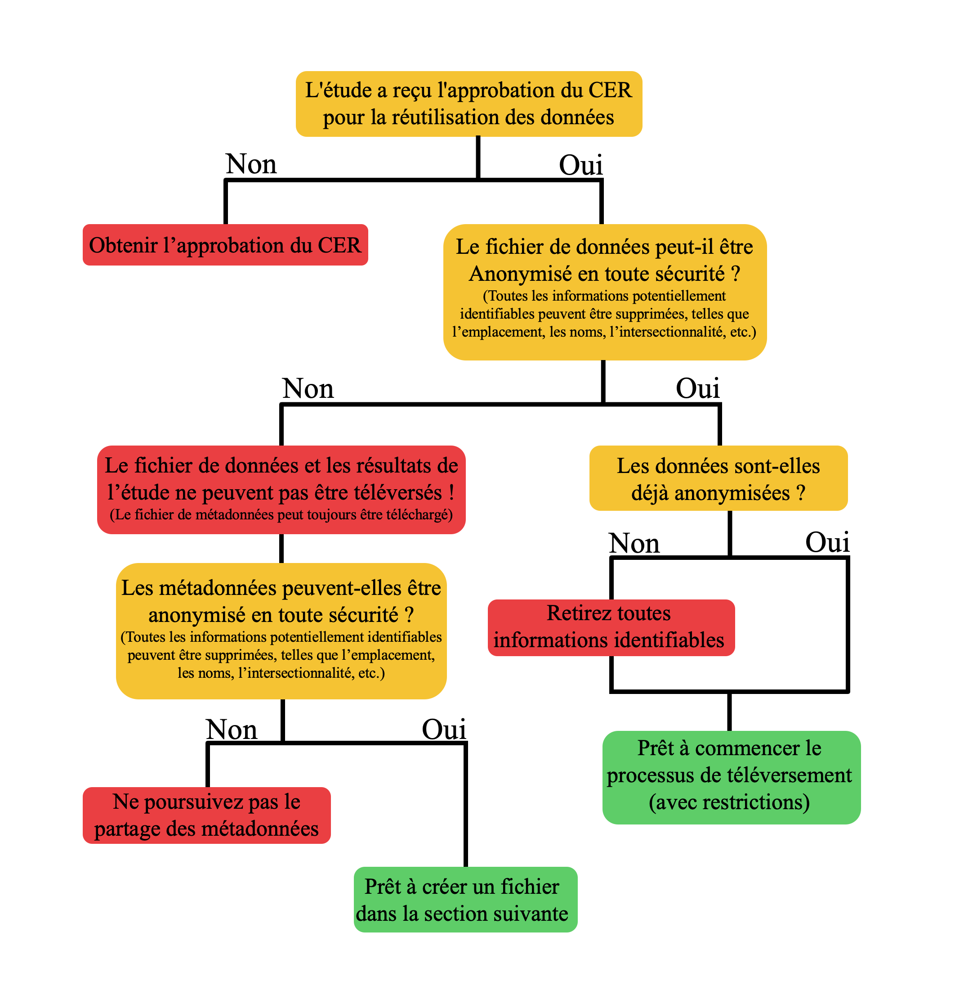 L'étude a reçu l'approbation du CER
pour la réutilisation des données
Non
Oui
Obtenir l’approbation du CER
Le fichier de données peut-il être
Anonymisé en toute sécurité ?
(Toutes les informations potentiellement
identifiables peuvent être supprimées, telles que
l’emplacement, les noms, l’intersectionnalité, etc.)
Non
Oui
Le fichier de données et les résultats de
l’étude ne peuvent pas être téléversés !
(Le fichier de métadonnées peut toujours être téléchargé)
Les données sont-elles
déjà anonymisées ?
Non
Oui
Les métadonnées peuvent-elles être
anonymisé en toute sécurité ?
(Toutes les informations potentiellement identifiables
peuvent être supprimées, telles que l’emplacement,
les noms, l’intersectionnalité, etc.)
Retirez toutes
informations identifiables
Non
Oui
Prêt à commencer le
processus de téléversement
(avec restrictions)
Ne poursuivez pas le
partage des métadonnées
Prêt à créer un fichier
dans la section suivante